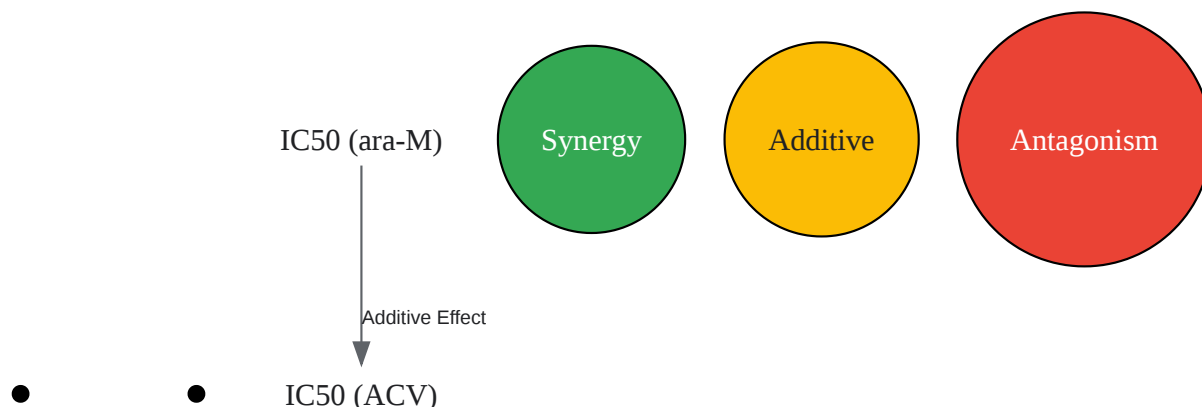 IC50 (ara-M)
Synergy
Additive
Antagonism
Additive Effect
IC50 (ACV)